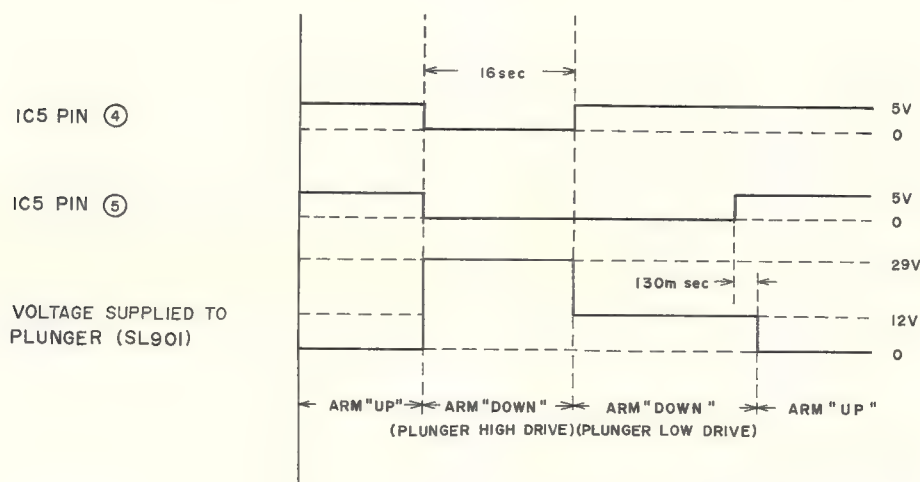 16sec
IC5 PIN ④
5V
0
IC5 PIN ⑤
5V
0
29V
130m sec
VOLTAGE SUPPLIED TO
PLUNGER (SL901)
12V
0
ARM "UP" ARM "DOWN" ARM "DOWN" ARM "UP"
(PLUNGER HIGH DRIVE) (PLUNGER LOW DRIVE)